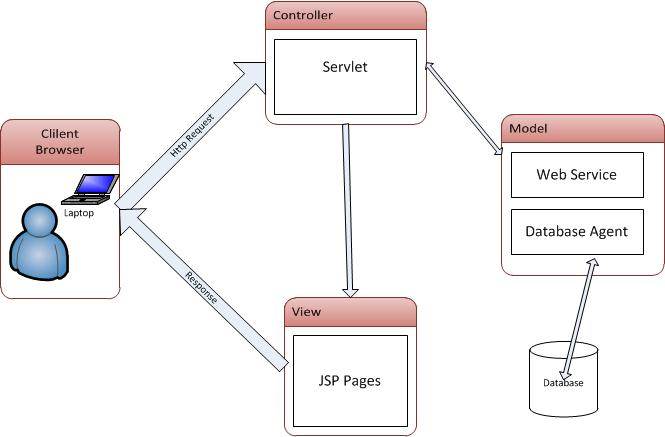 Controller
Servlet
Clilent
Browser
Laptop
Http Request
Model
Web Service
Database Agent
Response
View
JSP Pages
Database